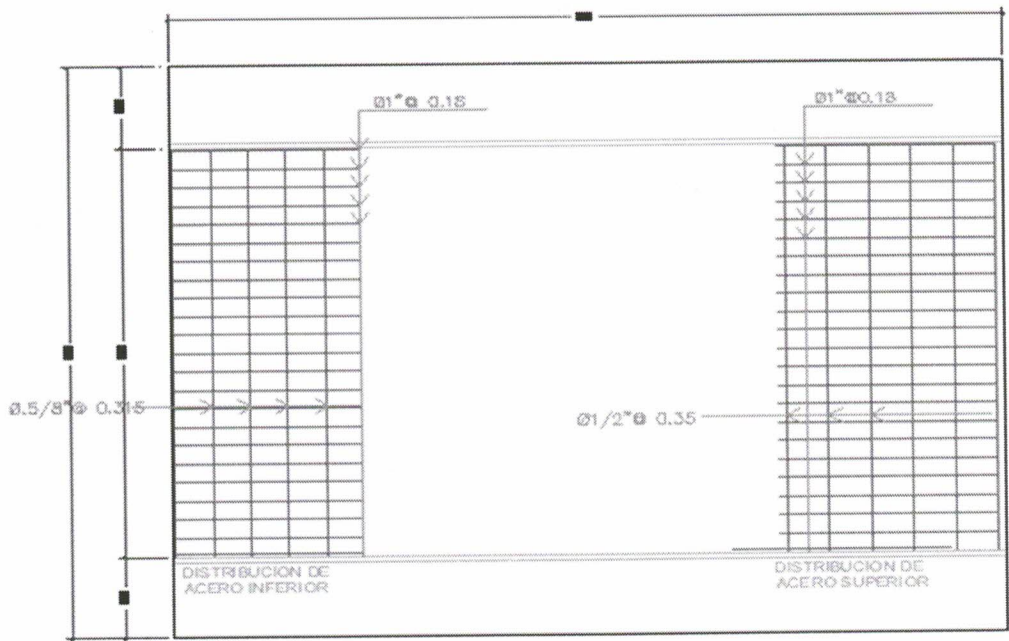 Ø1"@ 0.18
Ø1"@0.13
Ø.5/8"@ 0.315
Ø1/2"@ 0.35
DISTRIBUCION DE
ACERO INFERIOR
DISTRIBUCION DE
ACERO SUPERIOR